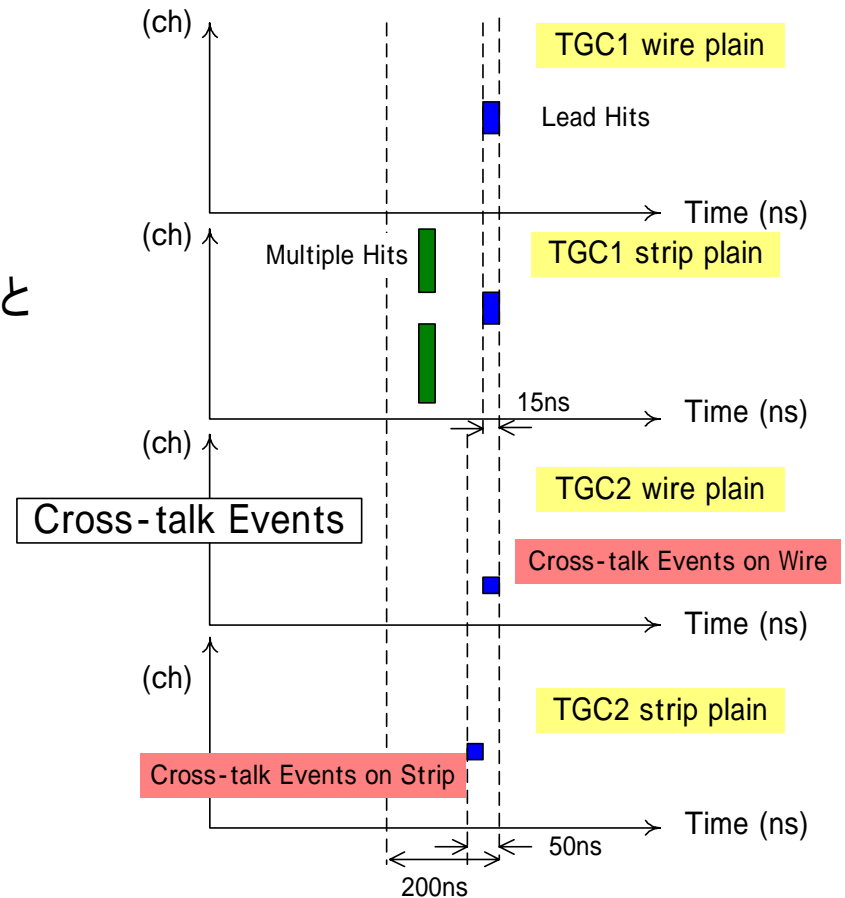 (ch)
TGC1 wire plain
Lead Hits
Time (ns)
(ch)
Multiple Hits
TGC1 strip plain
と
15ns
Time (ns)
(ch)
TGC2 wire plain
Cross-talk Events
Cross-talk Events on Wire
Time (ns)
(ch)
TGC2 strip plain
Cross-talk Events on Strip
Time (ns)
50ns
200ns